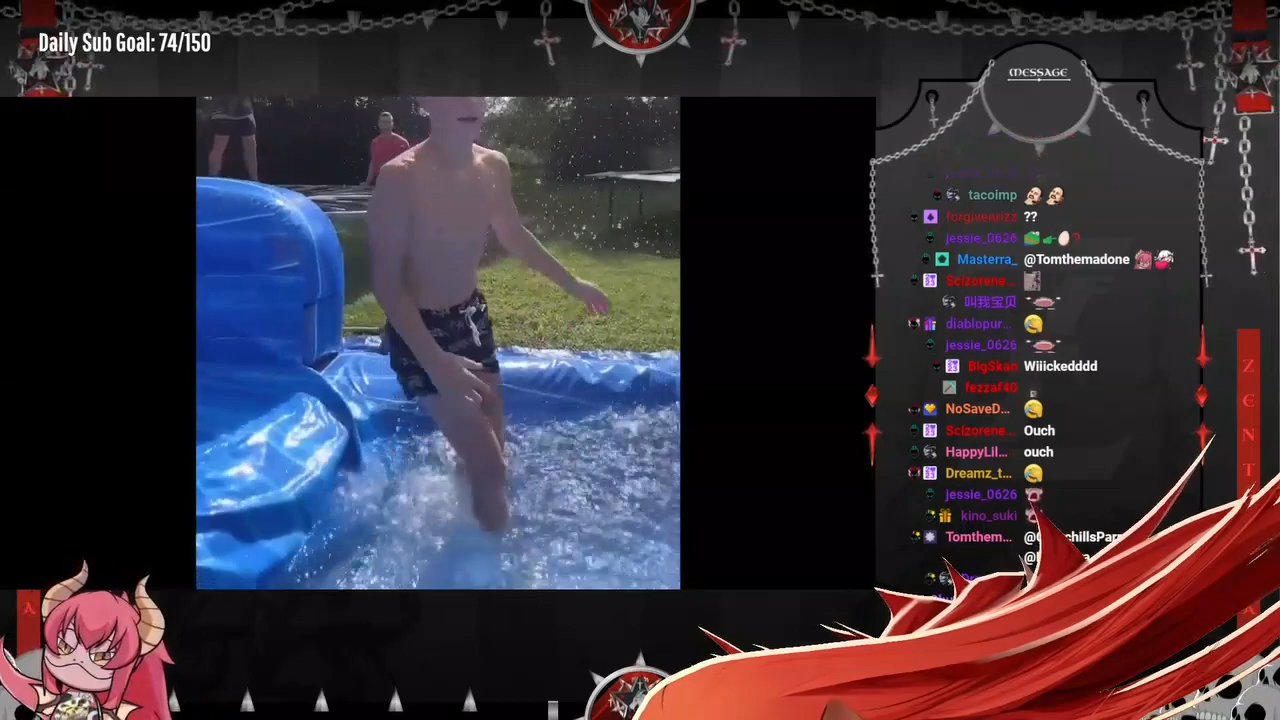 Daily Sub Goal: 74/150
MESSAGE
tacoimp
forgivenrizz ??
jessie_0626
Masterra_ @Tomthemadone
Scizorene...
叫我宝贝
diablopur...
jessie_0626
BigSkan Wiiickedddd
fezzaf40
NoSaveD...
Scizorene... Ouch
HappyLil... ouch
Dreamz_t...
jessie_0626
kino_suki
Tomthem...
Z
E
N
T
A
A